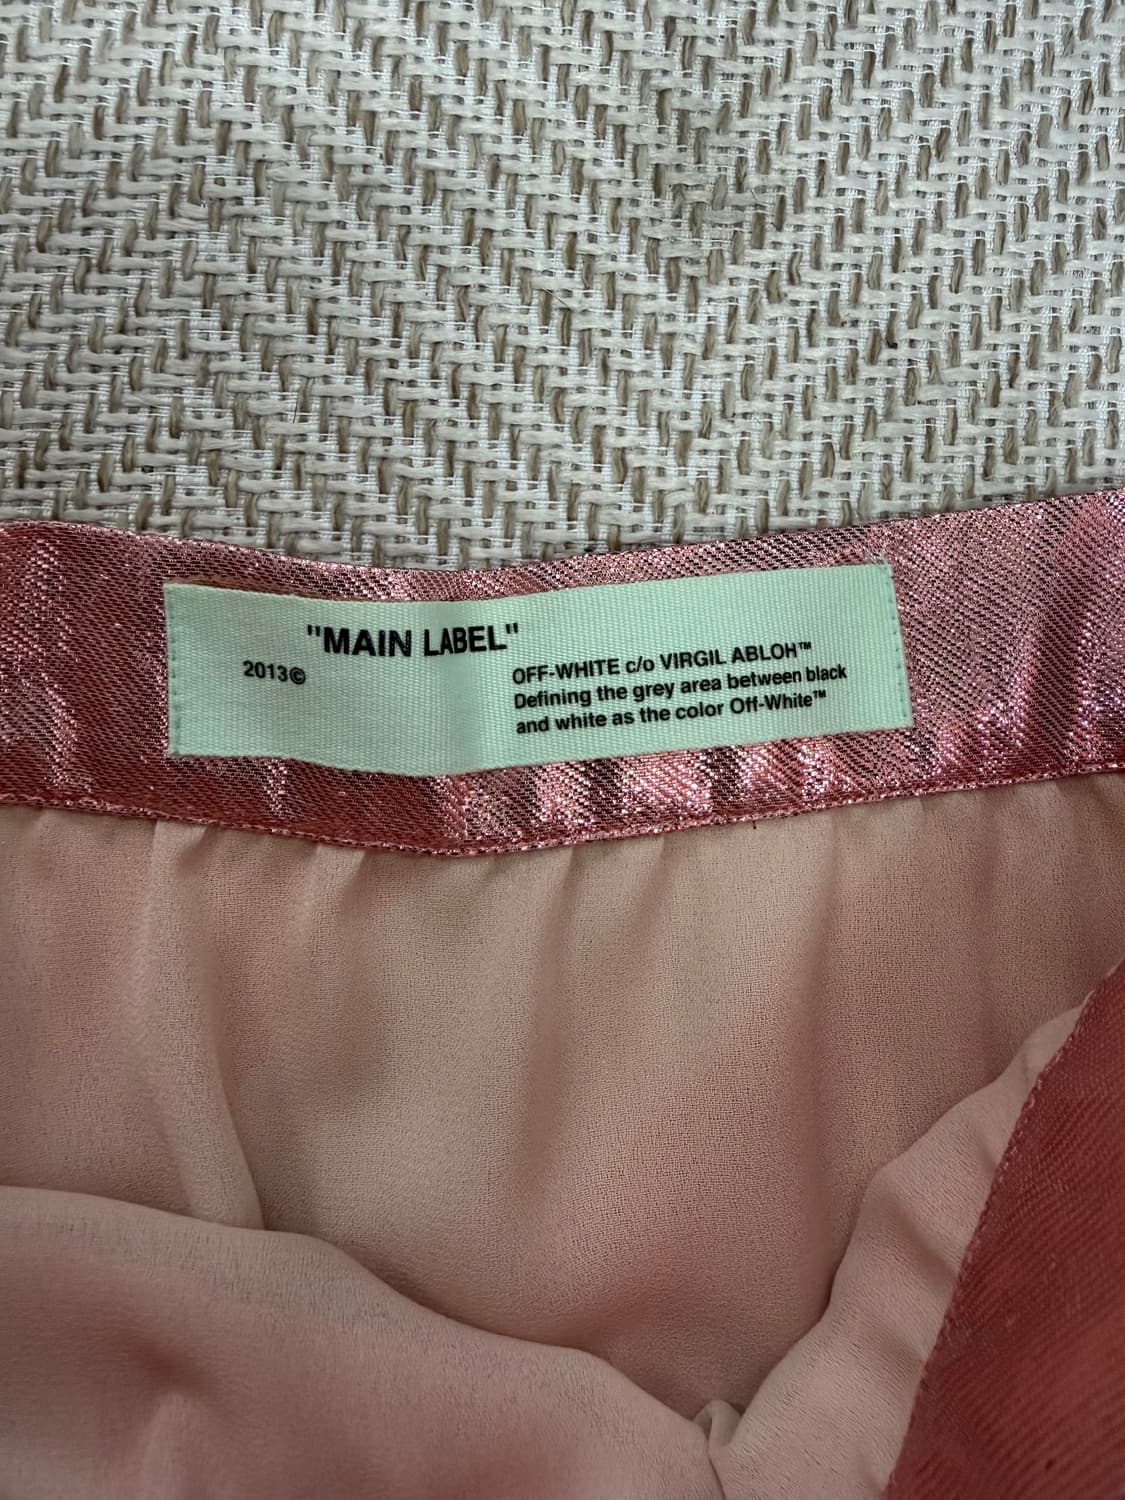 "MAIN LABEL"
2013©
OFF-WHITE c/o VIRGIL ABLOH™
Defining the grey area between black
and white as the color Off-White™